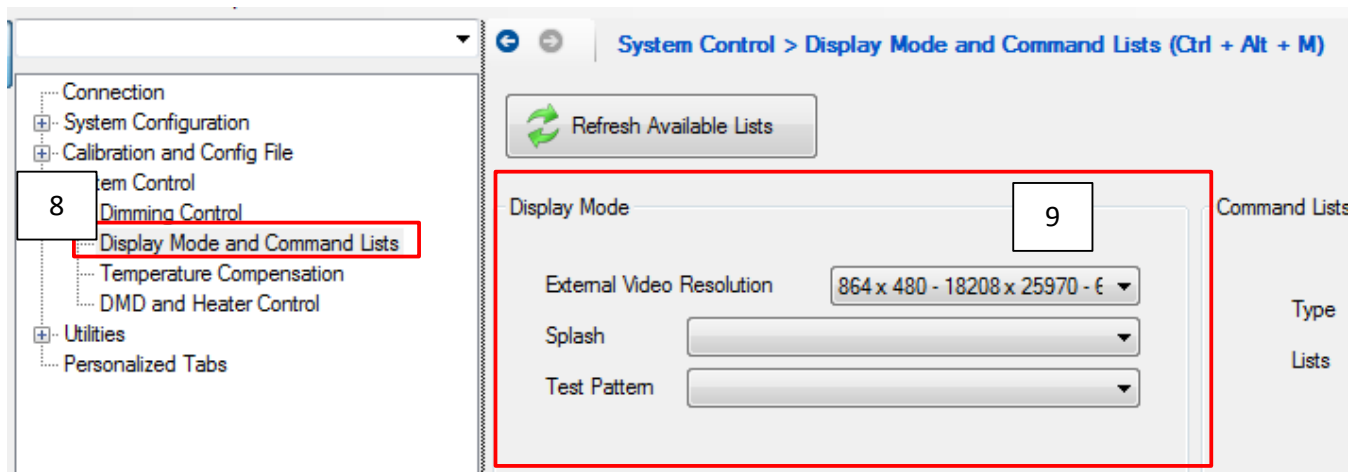 System Control > Display Mode and Command Lists (Ctrl + Alt + M)
Connection
System Configuration
Calibration and Config File
tem Control
8
Dimming Control
Display Mode and Command Lists
Temperature Compensation
DMD and Heater Control
Utilities
Personalized Tabs
Refresh Available Lists
Display Mode
9
External Video Resolution
864 x 480 - 18208 x 25970 - 6
Splash
Test Pattern
Command Lists
Type
Lists